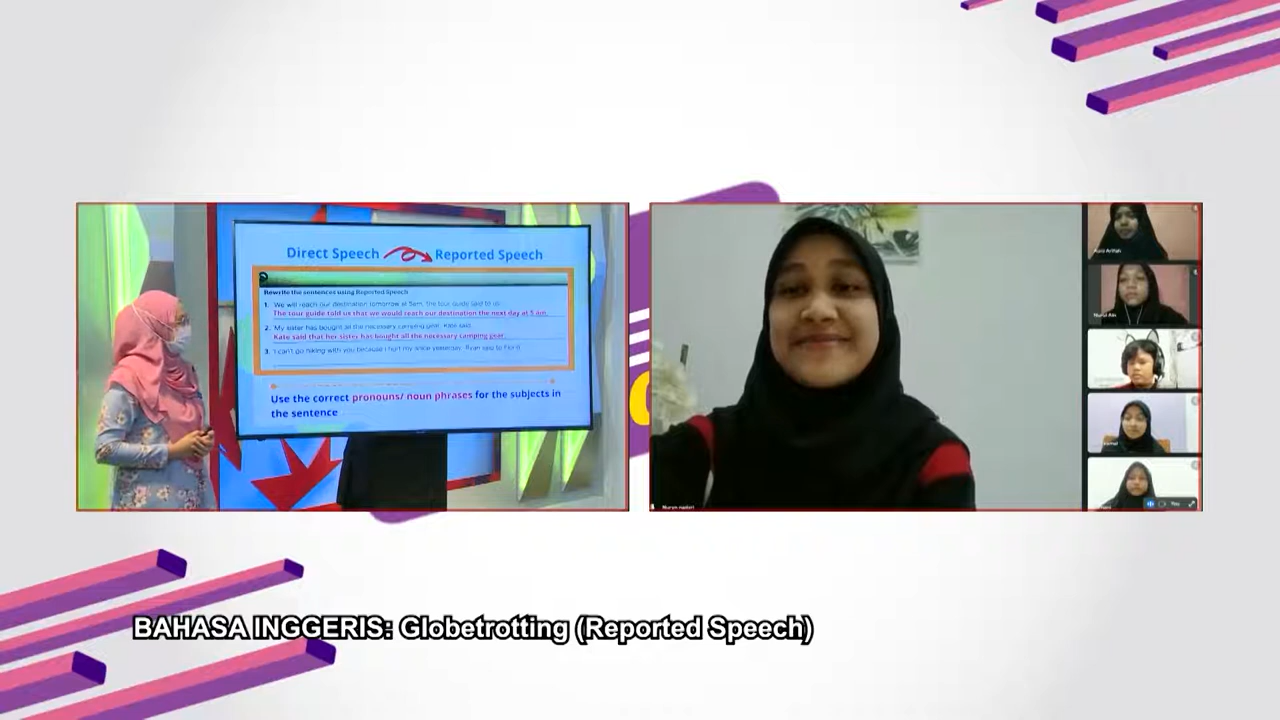 Direct Speech Reported Speech
Rewrite the sentences using Reported Speech
1. We will reach our destination tomorrow at 5am, the tour guide said to us.
The tour guide told us that we would reach our destination the next day at 5 am.
2. My sister has bought all the necessary camping gear, Kate said.
Kate said that her sister has bought all the necessary camping gear.
3. I can't go hiking with you because I hurt my ankle yesterday,
Use the correct pronouns/ noun phrases for the subjects in
the sentence
You
BAHASA INGGERIS: Globetrotting (Reported Speech)